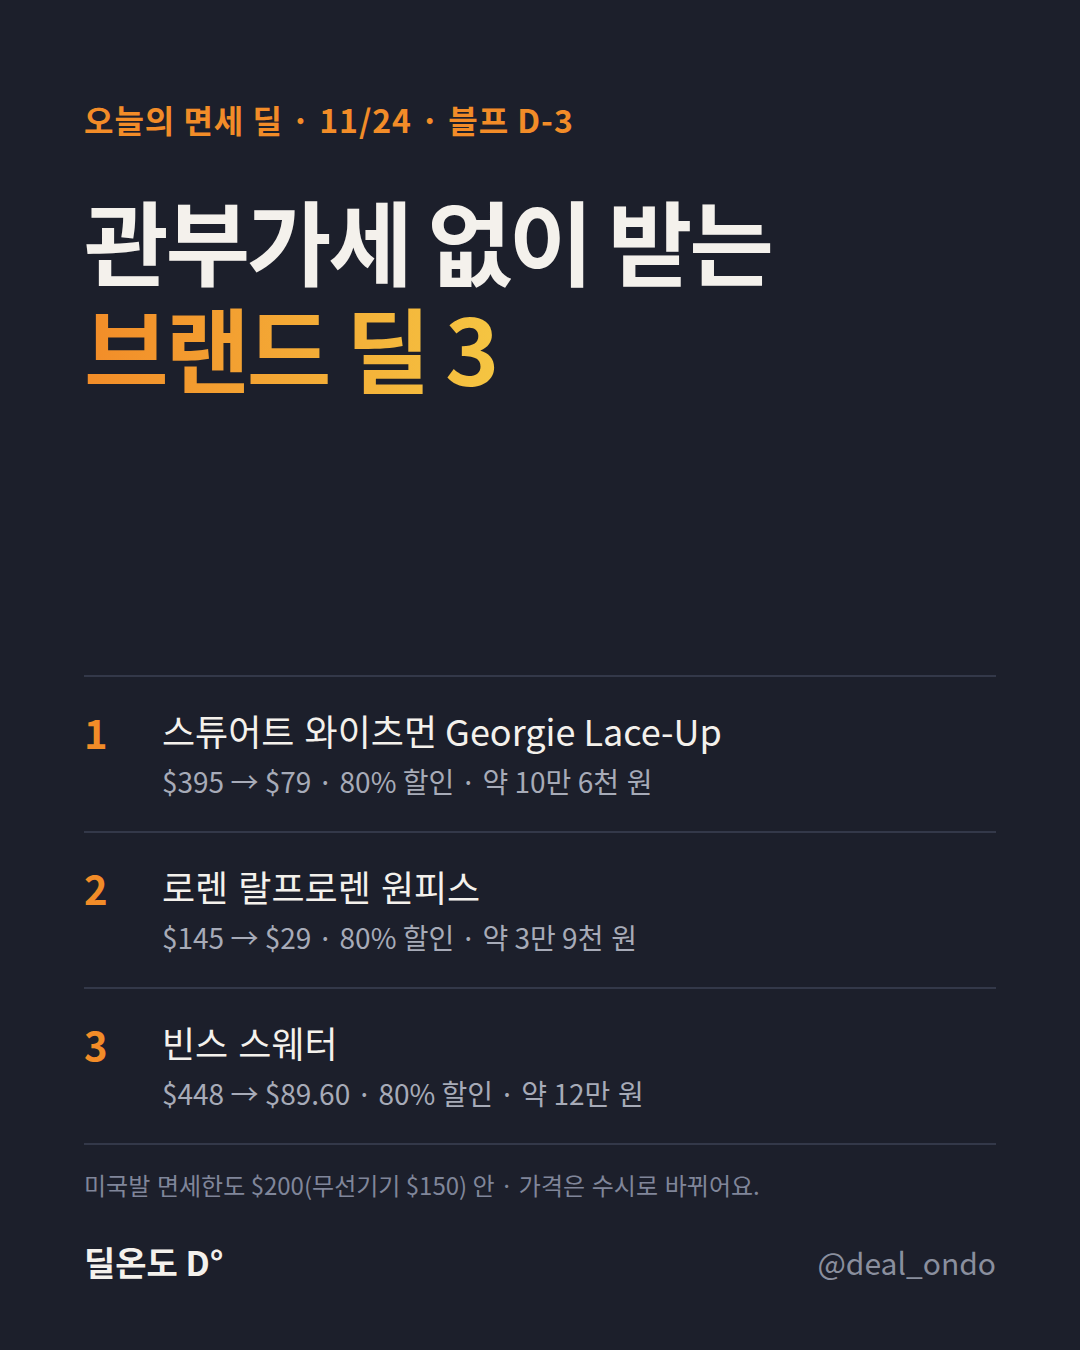 오늘의 면세 딜 · 11/24 · 블프 D-3
관부가세 없이 받는
브랜드 딜 3
1 스튜어트 와이츠먼 Georgie Lace-Up
$395 → $79 · 80% 할인 · 약 10만 6천 원
2 로렌 랄프로렌 원피스
$145 → $29 · 80% 할인 · 약 3만 9천 원
3 빈스 스웨터
$448 → $89.60 · 80% 할인 · 약 12만 원
미국발 면세한도 $200(무선기기 $150) 안 · 가격은 수시로 바뀌어요.
딜온도 D°
@deal_ondo